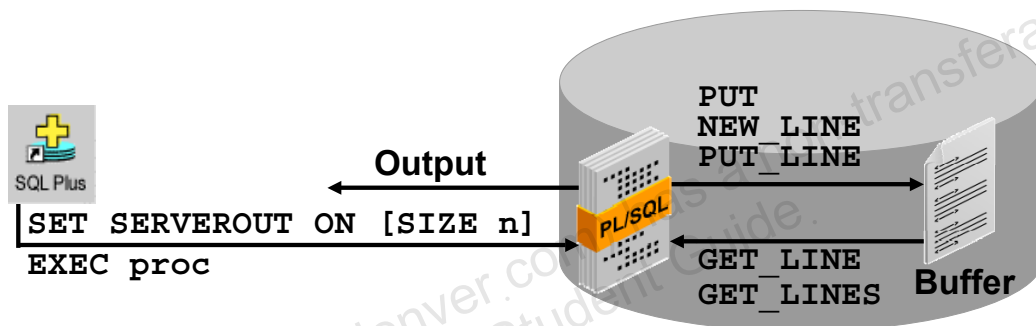 PUT
NEW_LINE
PUT_LINE
Output
SQL Plus
SET SERVEROUT ON [SIZE n]
EXEC proc
PL/SQL
GET_LINE
GET_LINES
Buffer